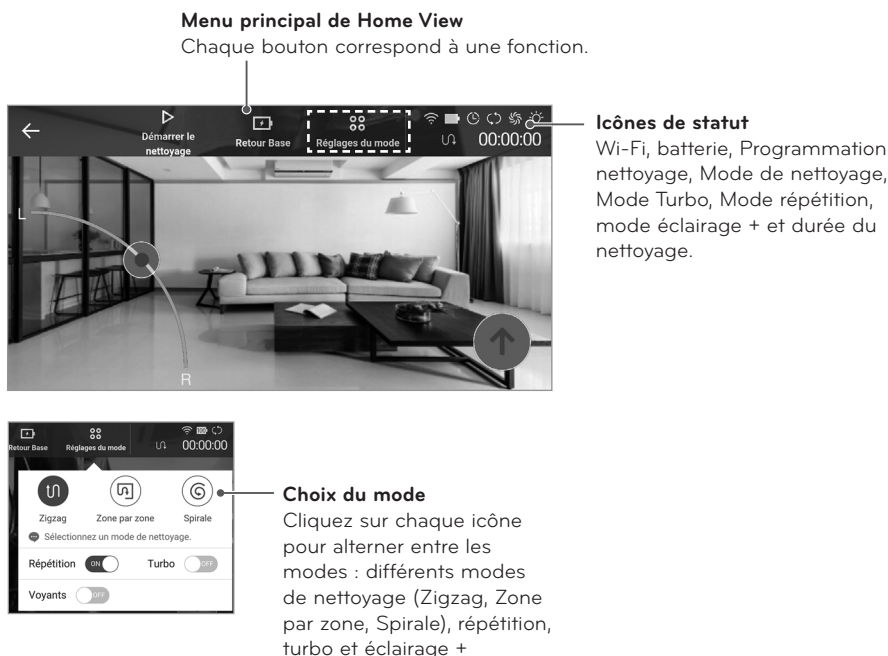 Menu principal de Home View
Chaque bouton correspond à une fonction.
Démarrer le
nettoyage
Retour Base
Réglages du mode
00:00:00
L
R
Icônes de statut
Wi-Fi, batterie, Programmation
nettoyage, Mode de nettoyage,
Mode Turbo, Mode répétition,
mode éclairage + et durée du
nettoyage.
Retour Base
Réglages du mode
00:00:00
Zigzag
Zone par zone
Spirale
Sélectionnez un mode de nettoyage.
Répétition
ON
Turbo
OFF
Voyants
OFF
Choix du mode
Cliquez sur chaque icône
pour alterner entre les
modes : différents modes
de nettoyage (Zigzag, Zone
par zone, Spirale), répétition,
turbo et éclairage +